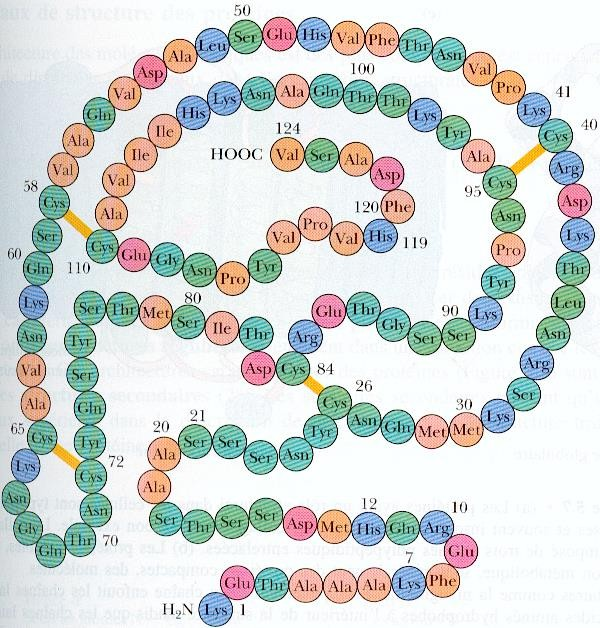 50
Val Ala Val Gln Val Asp Ala Leu Ser Glu His Val Phe Thr Asn Val Pro Lys Cys
41
40
100
Ala Val Ile Ile His Lys Asn Ala Gln Thr Thr Lys Tyr Ala Cys
95
124
HOOC Val Ser Ala Asp
120 Phe
His 119
Val Pro Val
58
Cys Cys Glu Gly Asn Pro Tyr
110
Arg Asp Lys Thr Leu Asn Arg Ser Lys
Asn Pro Tyr Lys
Ser
60 Gln
Lys
Asn
Val
Ala
65 Cys
Lys
Asn
Gly
Gln
Thr 70
Asn
Cys 72
Tyr
Gln
Ser
Tyr
80
Ser Thr Met Ser Ile Thr
Asp Cys 84
Arg Glu Thr Gly Ser Ser
90
26
Cys Asn Gln Met Met
30
20 21
Ala Ser Ser Ser Asn Tyr
Ala
12 10
Ser Thr Ser Ser Asp Met His Gln Arg
Glu
7
Glu Thr Ala Ala Ala Lys Phe
H₂N Lys 1